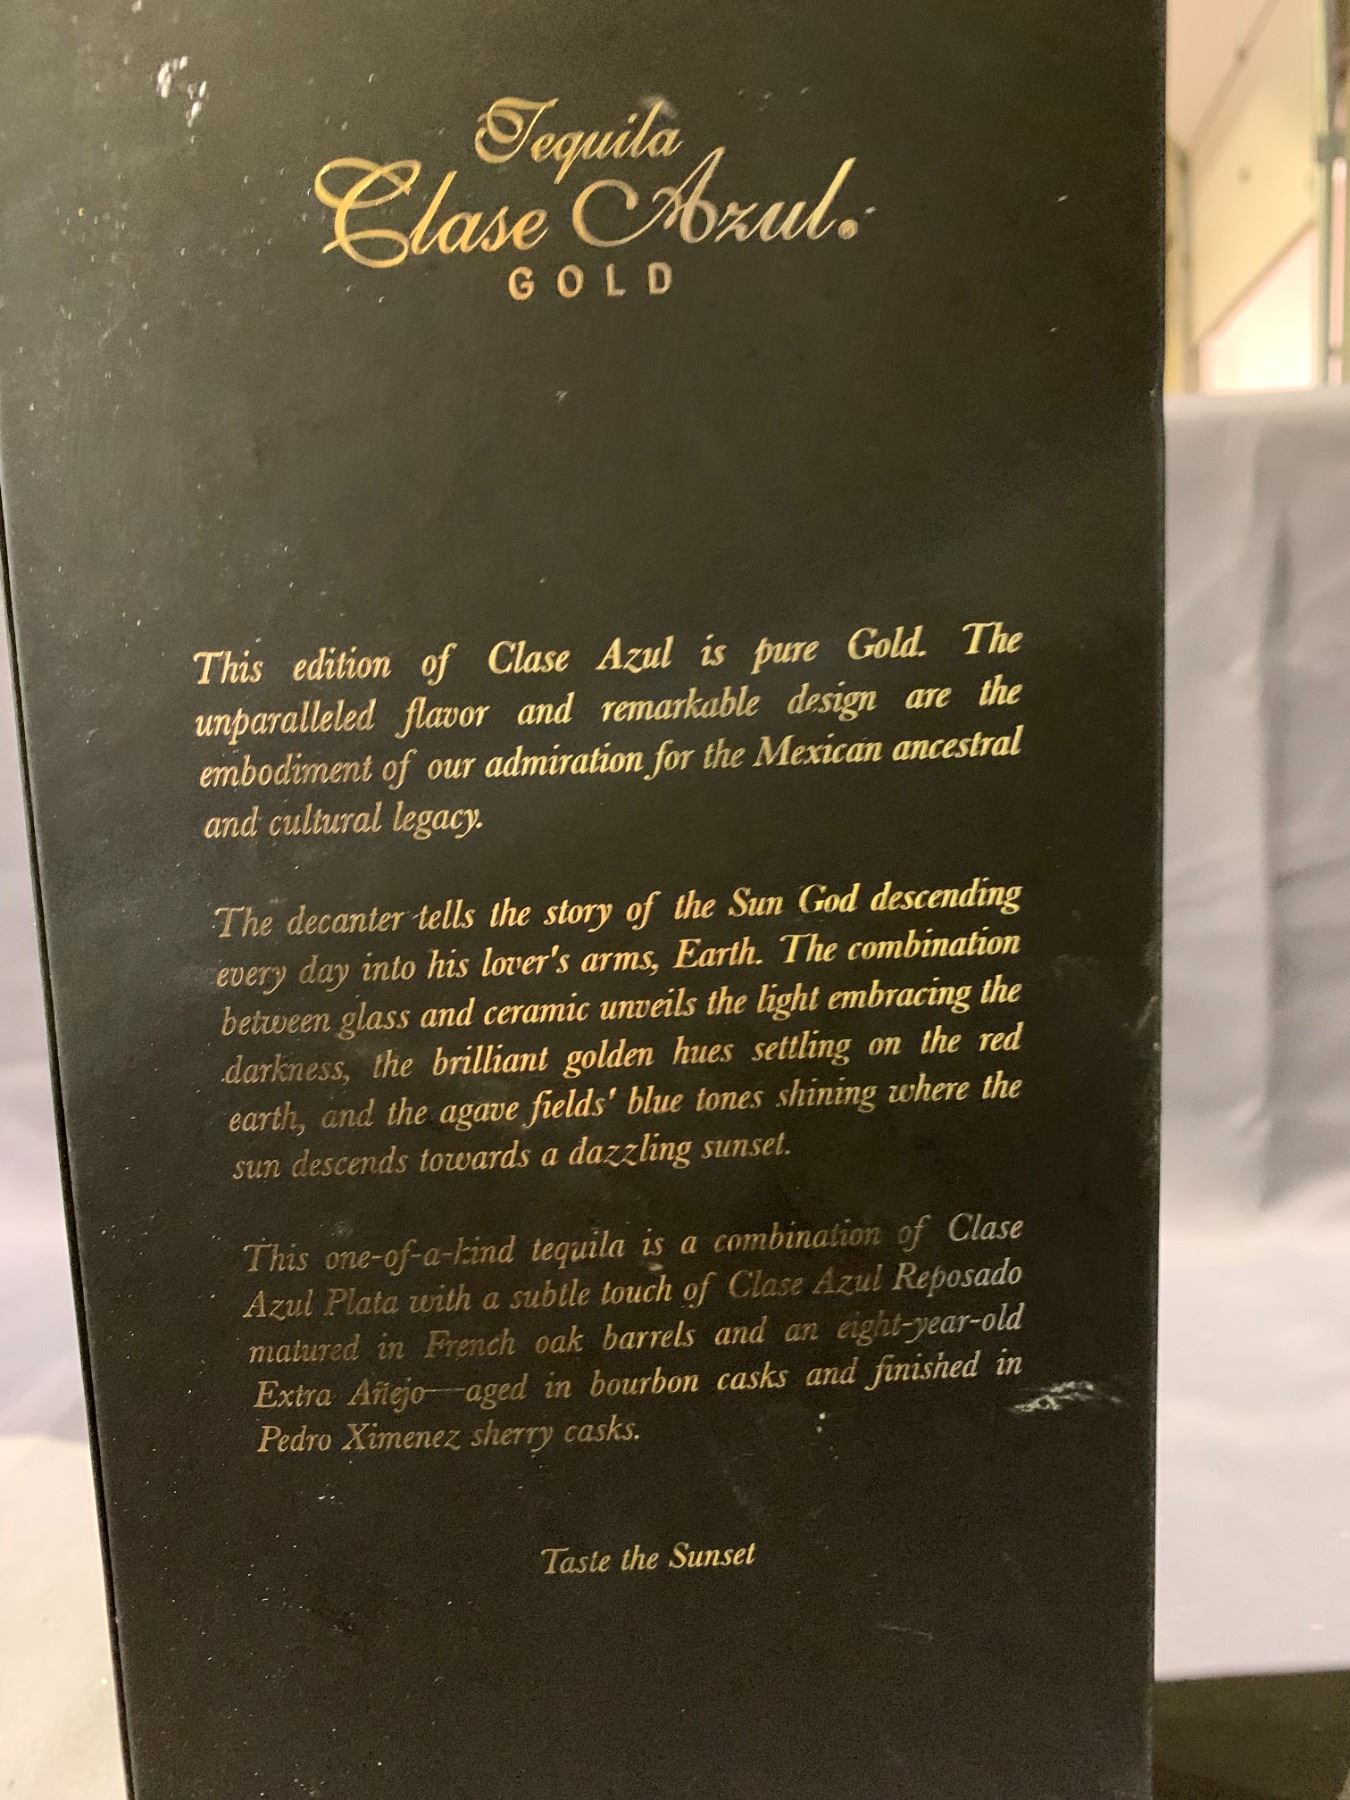 Tequila
Clase Azul®
GOLD
This edition of Clase Azul is pure Gold. The
unparalleled flavor and remarkable design are the
embodiment of our admiration for the Mexican ancestral
and cultural legacy.
The decanter tells the story of the Sun God descending
every day into his lover's arms, Earth. The combination
between glass and ceramic unveils the light embracing the
darkness, the brilliant golden hues settling on the red
earth, and the agave fields' blue tones shining where the
sun descends towards a dazzling sunset.
This one-of-a-kind tequila is a combination of Clase
Azul Plata with a subtle touch of Clase Azul Reposado
matured in French oak barrels and an eight-year-old
Extra Añejo—aged in bourbon casks and finished in
Pedro Ximenez sherry casks.
Taste the Sunset